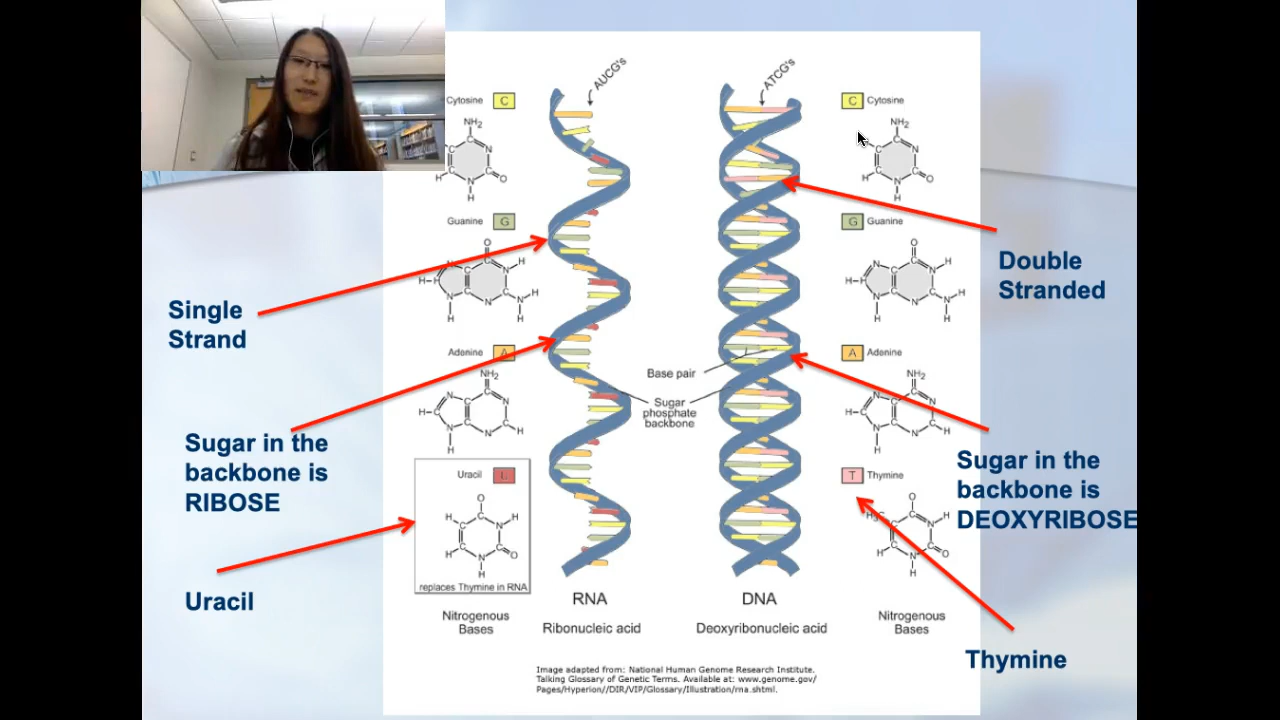 AUCG's
ATCG's
Cytosine C
NH₂
C
C
N
C
C
H
N
O
H
C Cytosine
NH₂
C
C
N
C
C
H
N
O
H
Guanine G
O
N
C
N
H
H
C
N
C
N
N
H
H
H
G Guanine
O
N
C
N
H
H
C
N
C
N
N
H
H
H
Double
Stranded
Single
Strand
Adenine A
NH₂
N
C
C
N
H
C
N
C
N
C
H
H
A Adenine
NH₂
N
C
C
N
H
C
N
C
N
C
H
H
Base pair
Sugar
phosphate
backbone
Sugar in the
backbone is
RIBOSE
Sugar in the
backbone is
DEOXYRIBOSE
Uracil U
O
H
C
C
N
H
C
C
H
N
O
H
replaces Thymine in RNA
T Thymine
O
H₃C
C
C
N
H
C
C
H
N
O
H
Uracil
Thymine
RNA
DNA
Nitrogenous
Bases
Ribonucleic acid
Deoxyribonucleic acid
Nitrogenous
Bases
Image adapted from: National Human Genome Research Institute.
Talking Glossary of Genetic Terms. Available at: www.genome.gov/
Pages/Hyperion//DIR/VIP/Glossary/Illustration/rna.shtml.